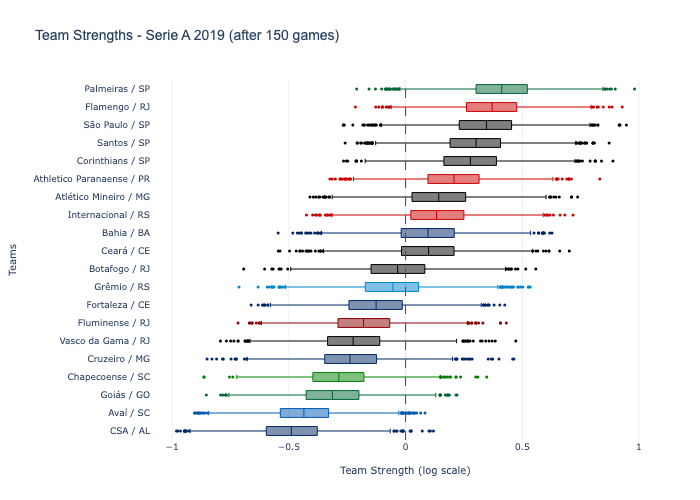 Team Strengths - Serie A 2019 (after 150 games)
Palmeiras / SP
Flamengo / RJ
São Paulo / SP
Santos / SP
Corinthians / SP
Athletico Paranaense / PR
Atlético Mineiro / MG
Internacional / RS
Bahia / BA
Ceará / CE
Botafogo / RJ
Grêmio / RS
Fortaleza / CE
Fluminense / RJ
Vasco da Gama / RJ
Cruzeiro / MG
Chapecoense / SC
Goiás / GO
Avaí / SC
CSA / AL
Teams
−1 −0.5 0 0.5 1
Team Strength (log scale)